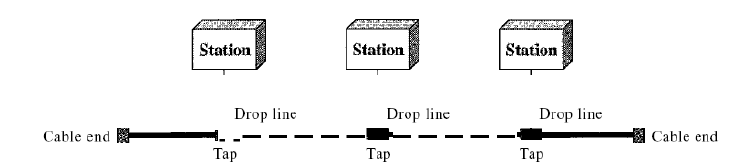 Station Station Station
Drop line Drop line Drop line
Cable end Cable end
Tap Tap Tap